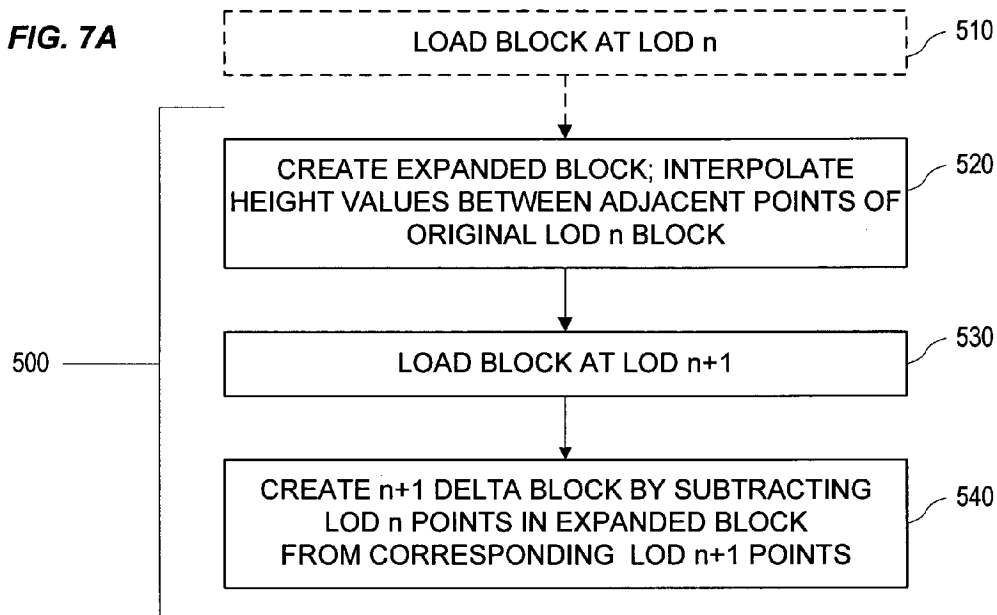 FIG. 7A
LOAD BLOCK AT LOD n
510
CREATE EXPANDED BLOCK; INTERPOLATE
HEIGHT VALUES BETWEEN ADJACENT POINTS OF
ORIGINAL LOD n BLOCK
520
500
LOAD BLOCK AT LOD n+1
530
CREATE n+1 DELTA BLOCK BY SUBTRACTING
LOD n POINTS IN EXPANDED BLOCK
FROM CORRESPONDING LOD n+1 POINTS
540